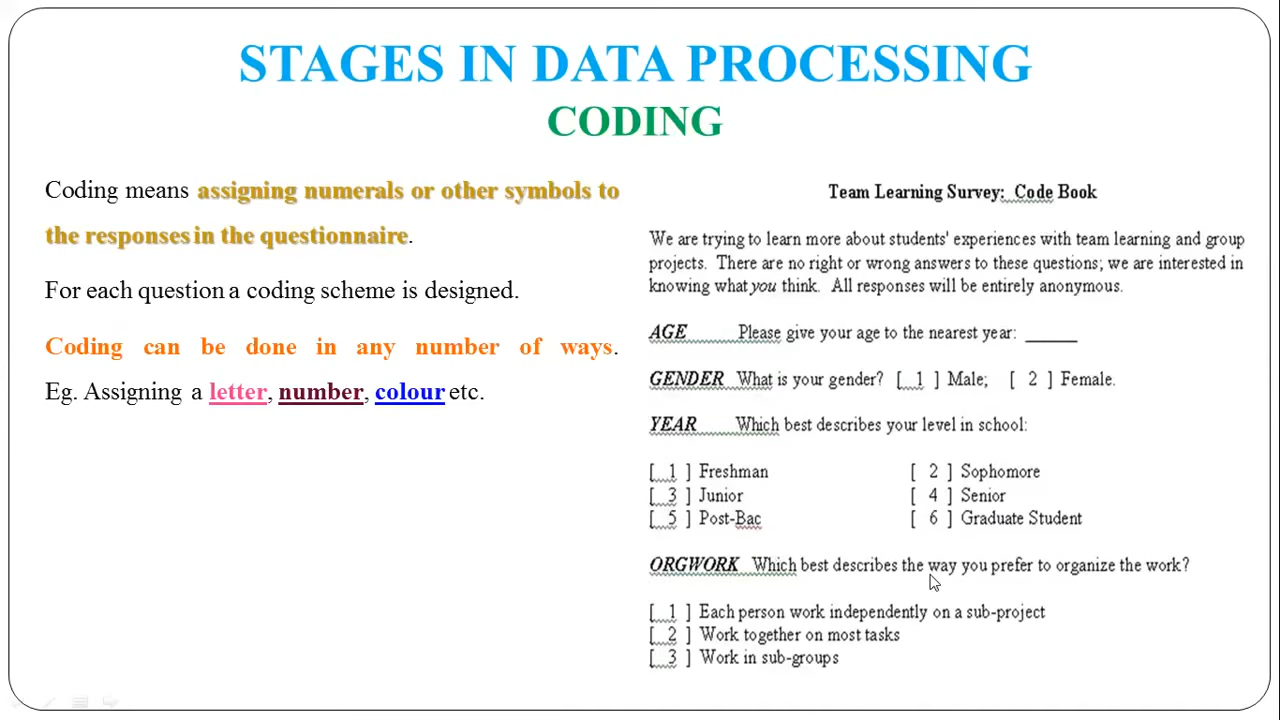 STAGES IN DATA PROCESSING
CODING
Coding means assigning numerals or other symbols to
the responses in the questionnaire.
For each question a coding scheme is designed.
Coding can be done in any number of ways.
Eg. Assigning a letter, number, colour etc.
Team Learning Survey: Code Book
We are trying to learn more about students' experiences with team learning and group
projects. There are no right or wrong answers to these questions; we are interested in
knowing what you think. All responses will be entirely anonymous.
AGE Please give your age to the nearest year: ______
GENDER What is your gender? [ 1 ] Male; [ 2 ] Female.
YEAR Which best describes your level in school:
[ 1 ] Freshman [ 2 ] Sophomore
[ 3 ] Junior [ 4 ] Senior
[ 5 ] Post-Bac [ 6 ] Graduate Student
ORGWORK Which best describes the way you prefer to organize the work?
[ 1 ] Each person work independently on a sub-project
[ 2 ] Work together on most tasks
[ 3 ] Work in sub-groups